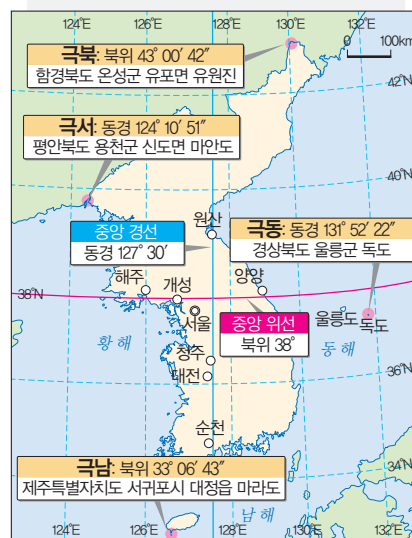 124°E
126°
128°
130°E
132°E
0
100km
극북: 북위 43° 00′ 42″
함경북도 온성군 유포면 유원진
42°N
극서: 동경 124° 10′ 51″
평안북도 용천군 신도면 마안도
40°N
원산
중앙 경선
동경 127° 30′
극동: 동경 131° 52′ 22″
경상북도 울릉군 독도
해주
개성
양양
38°N
서울
중앙 위선
북위 38°
울릉도
독도
황해
동해
청주
대전
36°N
순천
극남: 북위 33° 06′ 43″
제주특별자치도 서귀포시 대정읍 마라도
34°N
남해
124°E
126°E
128°E
130°E
132°E